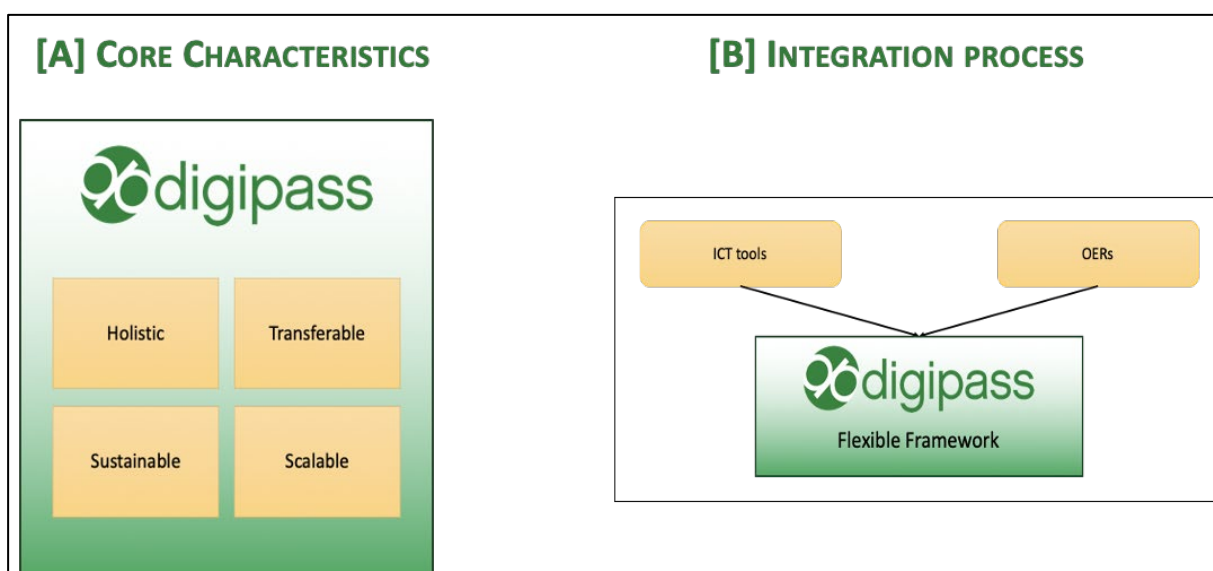 [A] CORE CHARACTERISTICS
[B] INTEGRATION PROCESS
digipass
Holistic
Transferable
Sustainable
Scalable
ICT tools
OERs
digipass
Flexible Framework